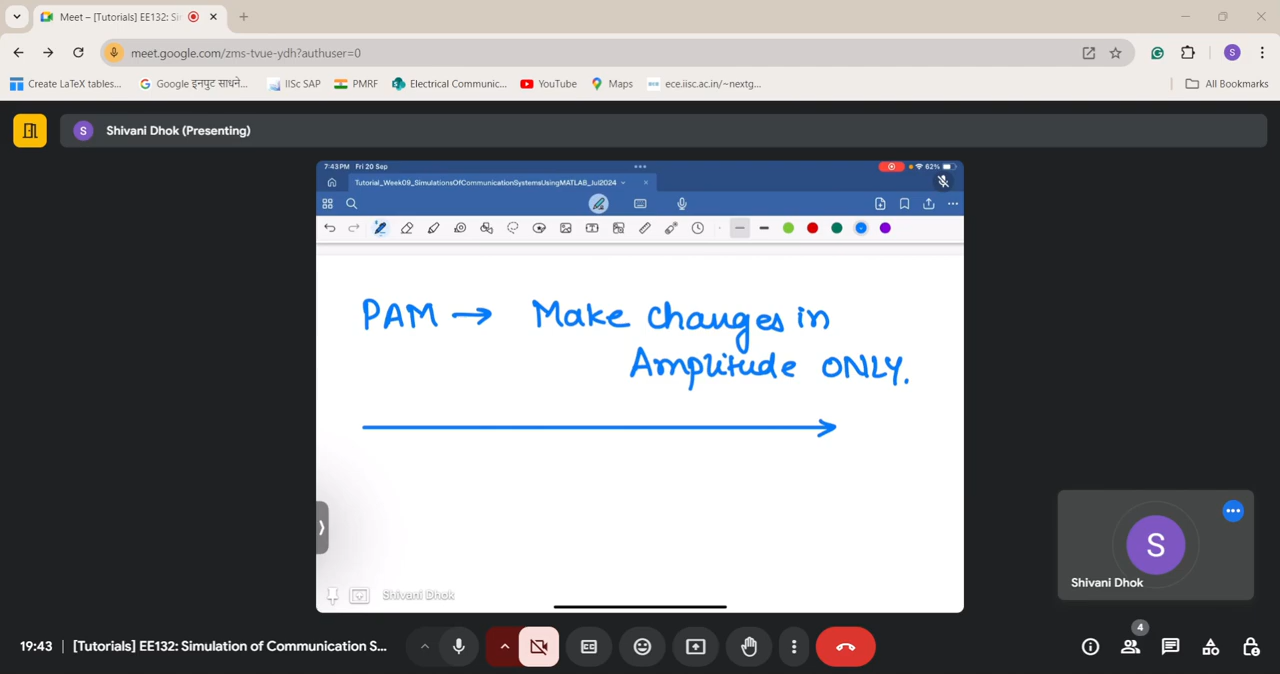 Meet – [Tutorials] EE132: Si
meet.google.com/zms-tvue-ydh?authuser=0
Create LaTeX tables...
Google इनपुट साधने...
IISc SAP
PMRF
Electrical Communic...
YouTube
Maps
ece.iisc.ac.in/~nextg...
All Bookmarks
S Shivani Dhok (Presenting)
7:43 PM Fri 20 Sep
62%
Tutorial_Week09_SimulationsOfCommunicationSystemsUsingMATLAB_Jul2024
PAM → Make changes in
Amplitude ONLY.
Shivani Dhok
S
Shivani Dhok
19:43 | [Tutorials] EE132: Simulation of Communication S...
4